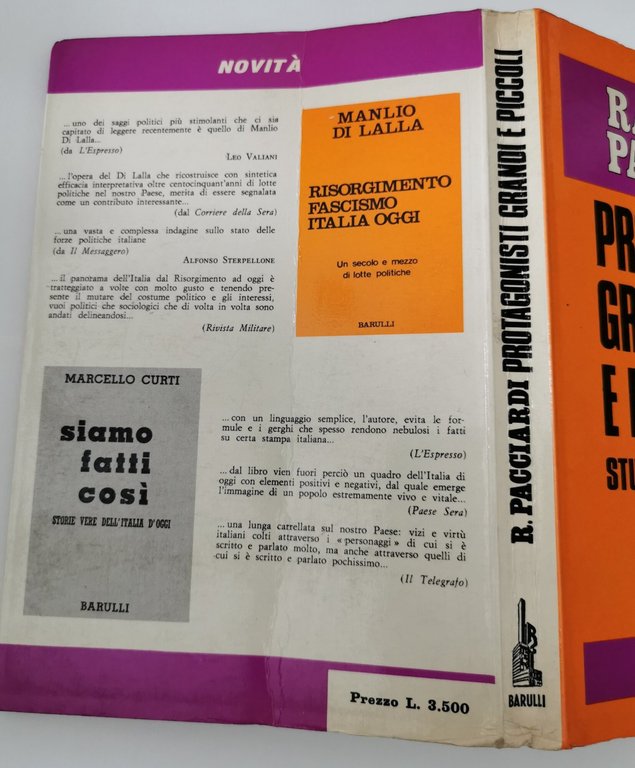 NOVITÀ
...uno dei saggi politici più stimolanti che ci sia
capitato di leggere recentemente è quello di Manlio
Di Lalla...
(da L'Espresso)
LEO VALIANI
...l'opera del Di Lalla che ricostruisce con sintetica
efficacia interpretativa oltre centocinquant'anni di lotte
politiche nel nostro Paese, merita di essere segnalata
come un contributo interessante...
(dal Corriere della Sera)
...una vasta e complessa indagine sullo stato delle
forze politiche italiane
(da Il Messaggero)
ALFONSO STERPELLONE
...il panorama dell'Italia dal Risorgimento ad oggi è
tratteggiato a volte con molto gusto e tenendo pre-
sente il mutare del costume politico e gli interessi,
vuoi politici che sociologici che di volta in volta sono
andati delineandosi...
(Rivista Militare)
MANLIO
DI LALLA
RISORGIMENTO
FASCISMO
ITALIA OGGI
Un secolo e mezzo
di lotte politiche
BARULLI
MARCELLO CURTI
siamo
fatti
così
STORIE VERE DELL'ITALIA D'OGGI
BARULLI
...con un linguaggio semplice, l'autore, evita le for-
mule e i gerghi che spesso rendono nebulosi i fatti
su certa stampa italiana...
(L'Espresso)
...dal libro vien fuori perciò un quadro dell'Italia di
oggi con elementi positivi e negativi, dal quale emerge
l'immagine di un popolo estremamente vivo e vitale...
(Paese Sera)
...una lunga carrellata sul nostro Paese: vizi e virtù
italiani colti attraverso i «personaggi» di cui si è
scritto e parlato molto, ma anche attraverso quelli di
cui si è scritto e parlato pochissimo...
(Il Telegrafo)
Prezzo L. 3.500
R. PACCIARDI PROTAGONISTI GRANDI E PICCOLI
BARULLI
RA
PA
PR
GR
E
STU